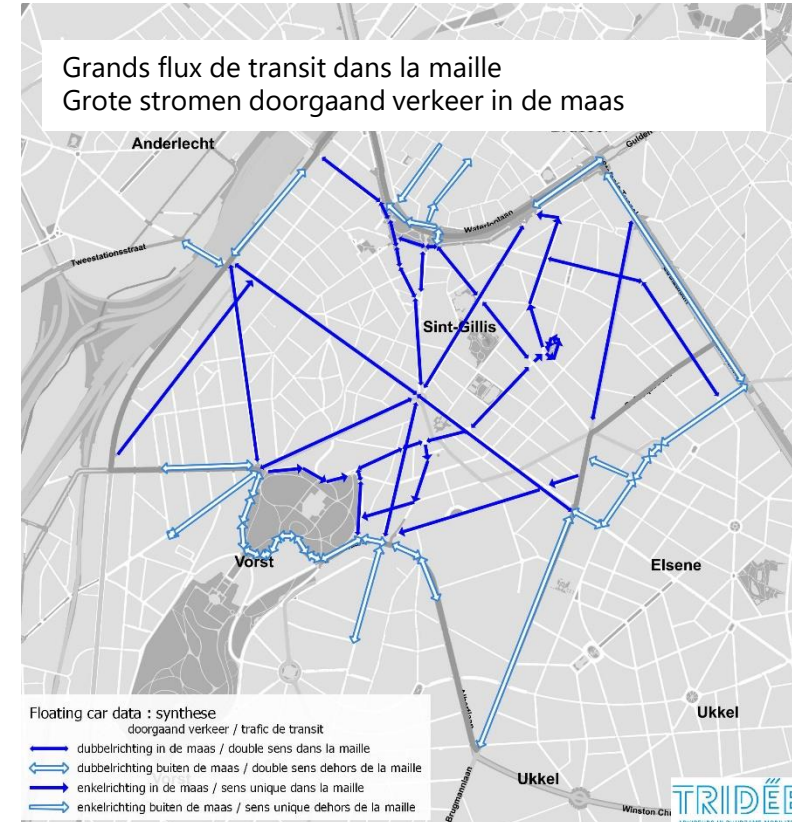 Grands flux de transit dans la maille
Grote stromen doorgaand verkeer in de maas
Anderlecht
Waterloolaan
Tweestationsstraat
Sint-Gillis
Vorst
Elsene
Ukkel
Ukkel
Brugmannlaan
Floating car data : synthese
doorgaand verkeer / trafic de transit
dubbelrichting in de maas / double sens dans la maille
dubbelrichting buiten de maas / double sens dehors de la maille
enkelrichting in de maas / sens unique dans la maille
enkelrichting buiten de maas / sens unique dehors de la maille
TRIDÉE